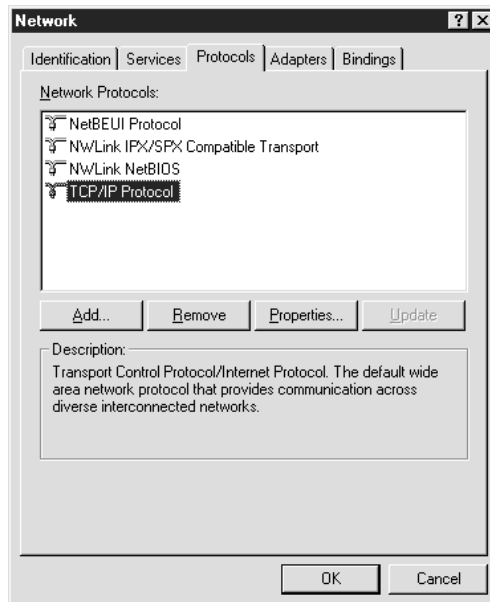 Network
Identification Services Protocols Adapters Bindings
Network Protocols:
NetBEUI Protocol
NWLink IPX/SPX Compatible Transport
NWLink NetBIOS
TCP/IP Protocol
Add... Remove Properties... Update
Description:
Transport Control Protocol/Internet Protocol. The default wide
area network protocol that provides communication across
diverse interconnected networks.
OK Cancel